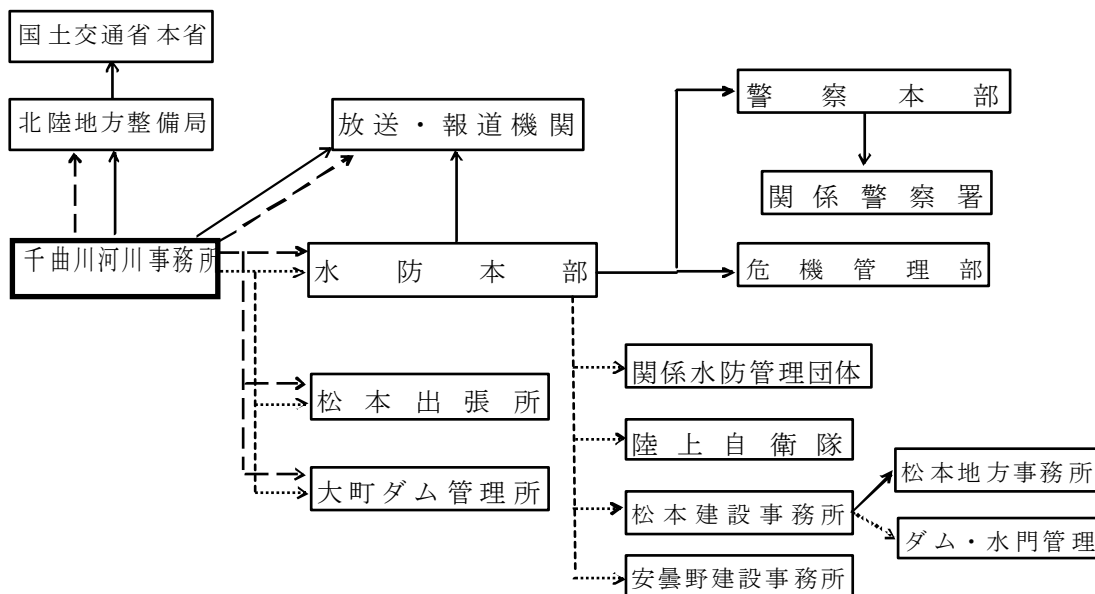 国土交通省本省
北陸地方整備局
放送・報道機関
警察本部
関係警察署
千曲川河川事務所
水防本部
危機管理部
関係水防管理団体
松本出張所
陸上自衛隊
松本地方事務所
大町ダム管理所
松本建設事務所
ダム・水門管理
安曇野建設事務所